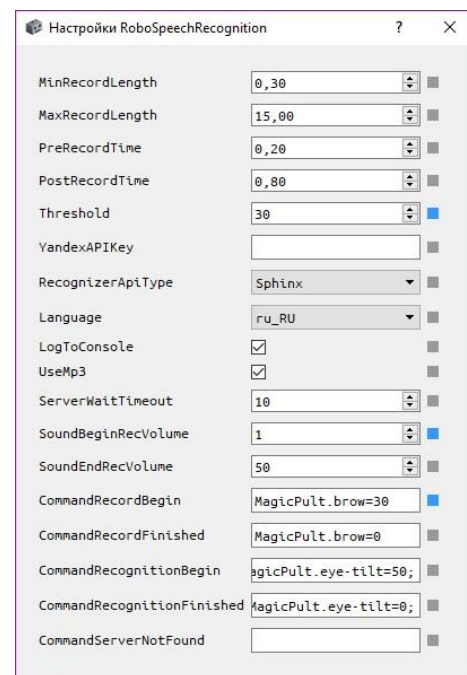 Настройки RoboSpeechRecognition ?
MinRecordLength 0,30
MaxRecordLength 15,00
PreRecordTime 0,20
PostRecordTime 0,80
Threshold 30
YandexAPIKey
RecognizerApiType Sphinx
Language ru_RU
LogToConsole
UseMp3
ServerWaitTimeout 10
SoundBeginRecVolume 1
SoundEndRecVolume 50
CommandRecordBegin MagicPult.brow=30
CommandRecordFinished MagicPult.brow=0
CommandRecognitionBegin agicPult.eye-tilt=50;
CommandRecognitionFinished MagicPult.eye-tilt=0;
CommandServerNotFound